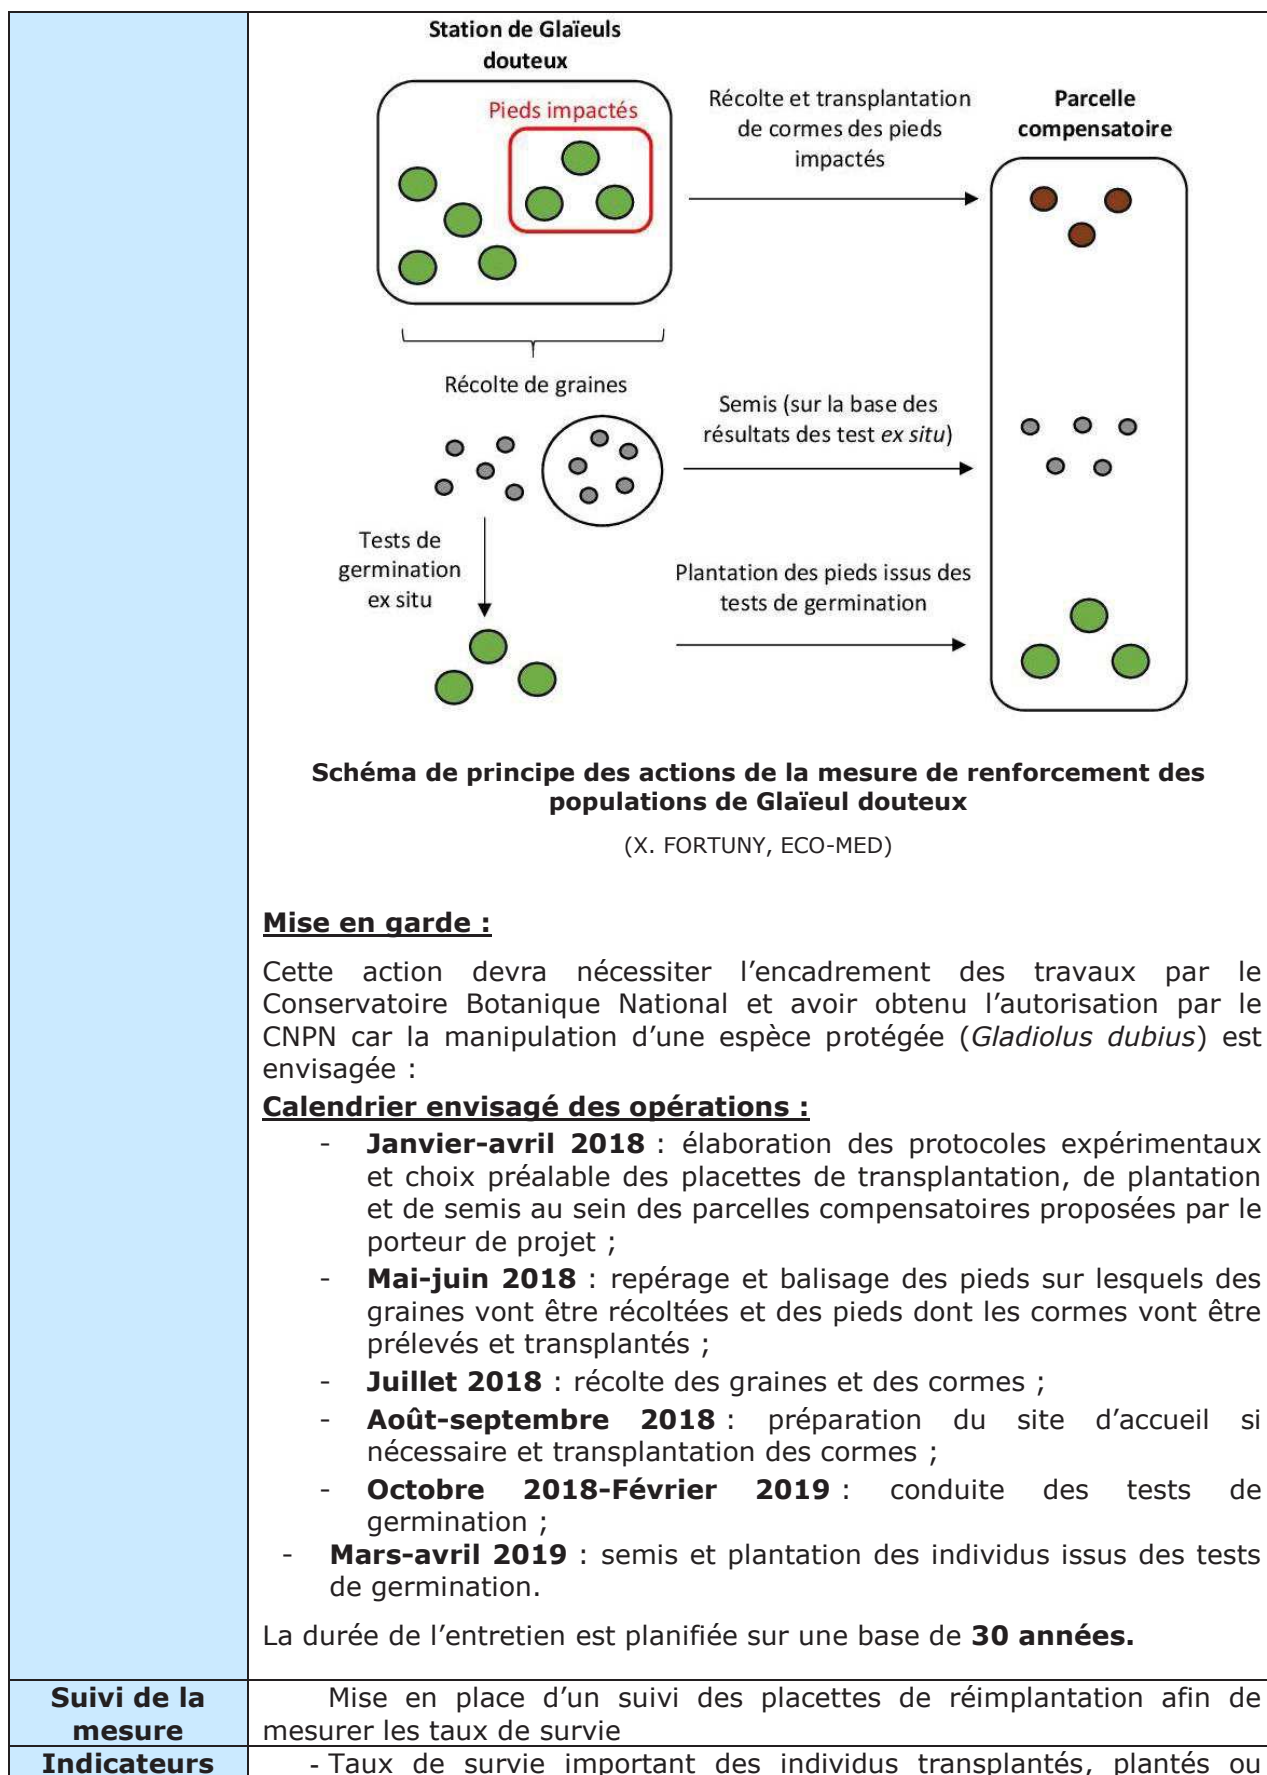 Station de Glaïeuls
douteux
Pieds impactés
Récolte et transplantation
de cormes des pieds
impactés
Parcelle
compensatoire
Récolte de graines
Semis (sur la base des
résultats des test ex situ)
Tests de
germination
ex situ
Plantation des pieds issus des
tests de germination
Schéma de principe des actions de la mesure de renforcement des
populations de Glaïeul douteux
(X. FORTUNY, ECO-MED)
Mise en garde :
Cette action devra nécessiter l’encadrement des travaux par le
Conservatoire Botanique National et avoir obtenu l’autorisation par le
CNPN car la manipulation d’une espèce protégée (Gladiolus dubius) est
envisagée :
Calendrier envisagé des opérations :
- Janvier-avril 2018 : élaboration des protocoles expérimentaux
et choix préalable des placettes de transplantation, de plantation
et de semis au sein des parcelles compensatoires proposées par le
porteur de projet ;
- Mai-juin 2018 : repérage et balisage des pieds sur lesquels des
graines vont être récoltées et des pieds dont les cormes vont être
prélevés et transplantés ;
- Juillet 2018 : récolte des graines et des cormes ;
- Août-septembre 2018 : préparation du site d’accueil si
nécessaire et transplantation des cormes ;
- Octobre 2018-Février 2019 : conduite des tests de
germination ;
- Mars-avril 2019 : semis et plantation des individus issus des tests
de germination.
La durée de l’entretien est planifiée sur une base de 30 années.
Suivi de la
mesure
Mise en place d’un suivi des placettes de réimplantation afin de
mesurer les taux de survie
Indicateurs
- Taux de survie important des individus transplantés, plantés ou